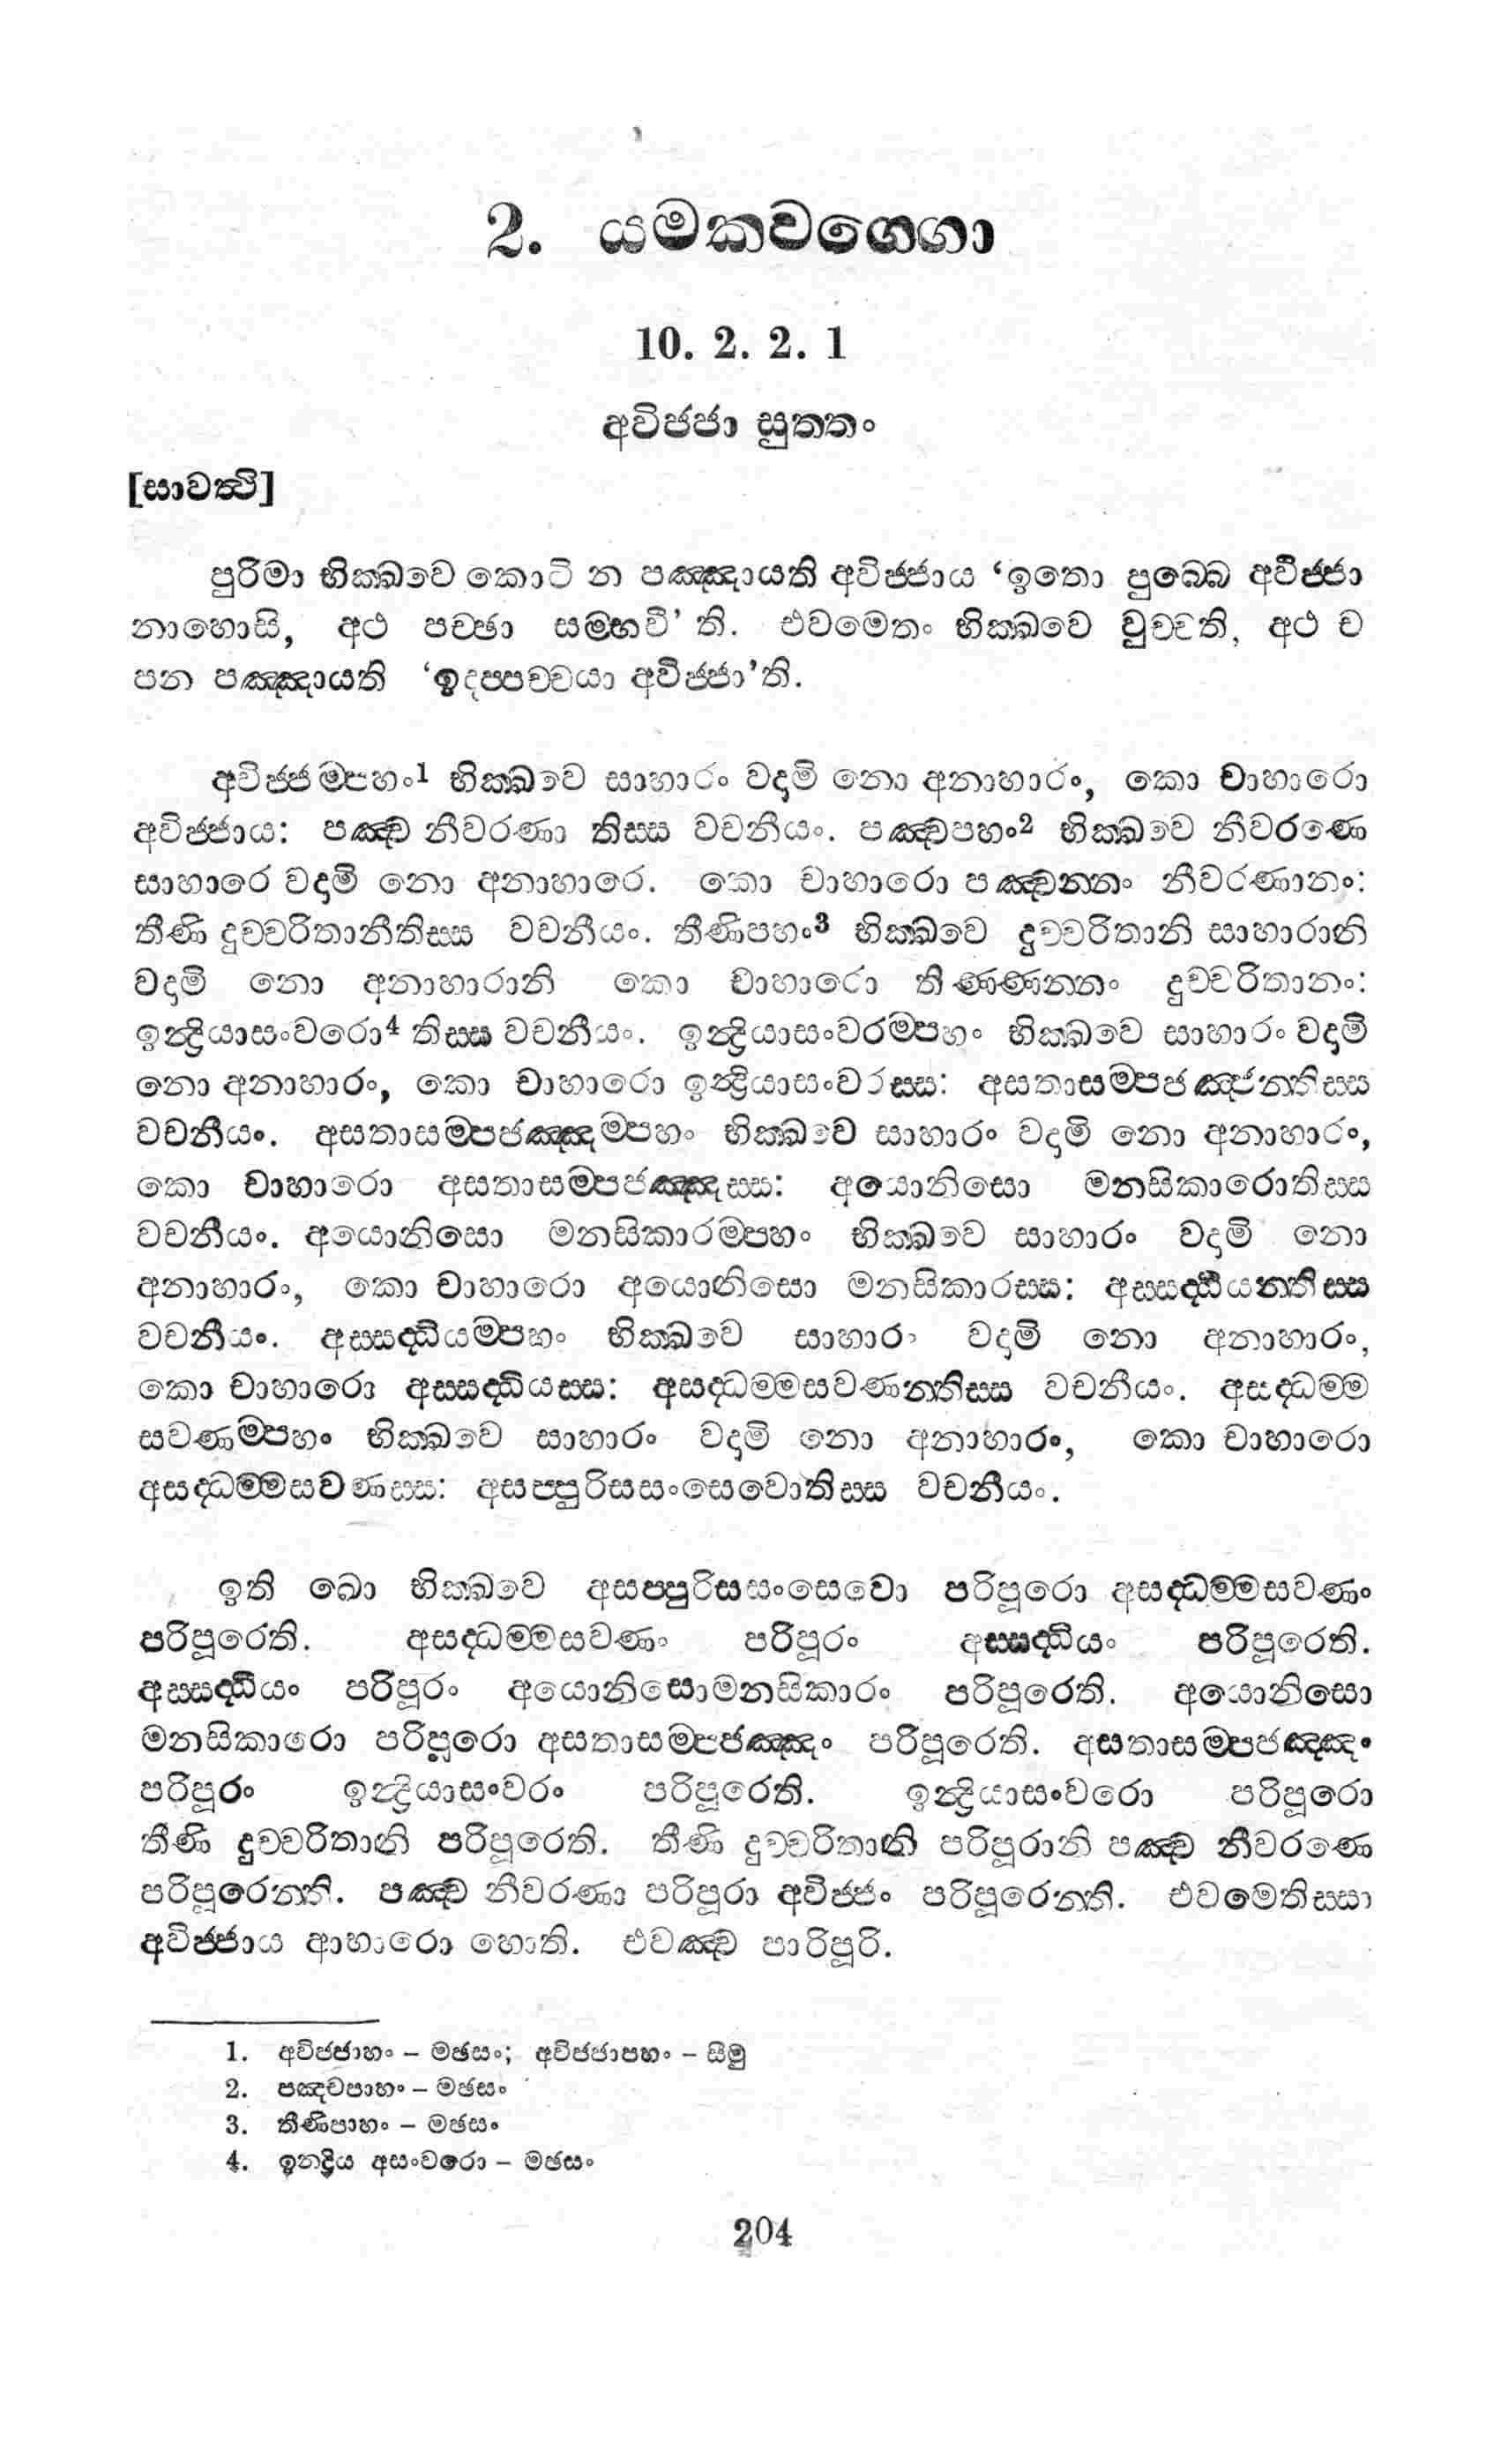 2. යමකවග්ගො
10. 2. 2. 1
අවිජ්ජා සුත්තං
[සාවත්ථි]
පුරිමා භික්ඛවෙ කොටි න පඤ්ඤායති අවිජ්ජාය ‘ඉතො පුබ්බෙ අවිජ්ජා
නාහොසි, අථ පච්ඡා සම්භවී’ ති. එවමෙතං භික්ඛවෙ වුච්චති, අථ ච
පන පඤ්ඤායති ‘ඉදප්පච්චයා අවිජ්ජා’ති.
අවිජ්ජම්පහං1 භික්ඛවෙ සාහාරං වදාමි නො අනාහාරං, කො චාහාරො
අවිජ්ජාය: පඤ්ච නීවරණා තිස්ස වචනීයං. පඤ්චපහං2 භික්ඛවෙ නීවරණෙ
සාහාරෙ වදාමි නො අනාහාරෙ. කො චාහාරො පඤ්චන්නං නීවරණානං:
තීණි දුච්චරිතානීතිස්ස වචනීයං. තීණිපහං3 භික්ඛවෙ දුච්චරිතානි සාහාරානි
වදාමි නො අනාහාරානි කො චාහාරො තිණ්ණන්නං දුච්චරිතානං:
ඉන්ද්‍රියාසංවරො4 තිස්ස වචනීයං. ඉන්ද්‍රියාසංවරම්පහං භික්ඛවෙ සාහාරං වදාමි
නො අනාහාරං, කො චාහාරො ඉන්ද්‍රියාසංවරස්ස: අසතාසම්පජඤ්ඤන්තිස්ස
වචනීයං. අසතාසම්පජඤ්ඤම්පහං භික්ඛවෙ සාහාරං වදාමි නො අනාහාරං,
කො චාහාරො අසතාසම්පජඤ්ඤස්ස: අයොනිසො මනසිකාරොතිස්ස
වචනීයං. අයොනිසො මනසිකාරම්පහං භික්ඛවෙ සාහාරං වදාමි නො
අනාහාරං, කො චාහාරො අයොනිසො මනසිකාරස්ස: අස්සද්ධියන්තිස්ස
වචනීයං. අස්සද්ධියම්පහං භික්ඛවෙ සාහාරං වදාමි නො අනාහාරං,
කො චාහාරො අස්සද්ධියස්ස: අසද්ධම්මසවණන්තිස්ස වචනීයං. අසද්ධම්ම
සවණම්පහං භික්ඛවෙ සාහාරං වදාමි නො අනාහාරං, කො චාහාරො
අසද්ධම්මසවණස්ස: අසප්පුරිසසංසෙවොතිස්ස වචනීයං.
ඉති ඛො භික්ඛවෙ අසප්පුරිසසංසෙවො පරිපූරො අසද්ධම්මසවණං
පරිපූරෙති. අසද්ධම්මසවණං පරිපූරං අස්සද්ධියං පරිපූරෙති.
අස්සද්ධියං පරිපූරං අයොනිසොමනසිකාරං පරිපූරෙති. අයොනිසො
මනසිකාරො පරිපූරො අසතාසම්පජඤ්ඤං පරිපූරෙති. අසතාසම්පජඤ්ඤං
පරිපූරං ඉන්ද්‍රියාසංවරං පරිපූරෙති. ඉන්ද්‍රියාසංවරො පරිපූරො
තීණි දුච්චරිතානි පරිපූරෙති. තීණි දුච්චරිතානි පරිපූරානි පඤ්ච නීවරණෙ
පරිපූරෙන්ති. පඤ්ච නීවරණා පරිපූරා අවිජ්ජං පරිපූරෙන්ති. එවමෙතිස්සා
අවිජ්ජාය ආහාරො හොති. එවඤ්ච පාරිපූරි.
1. අවිජ්ජාහං – මඡසං; අවිජ්ජාපහං – සීමු
2. පඤ්චපාහං – මඡසං
3. තීණිපාහං – මඡසං
4. ඉන්ද්‍රිය අසංවරො – මඡසං
204